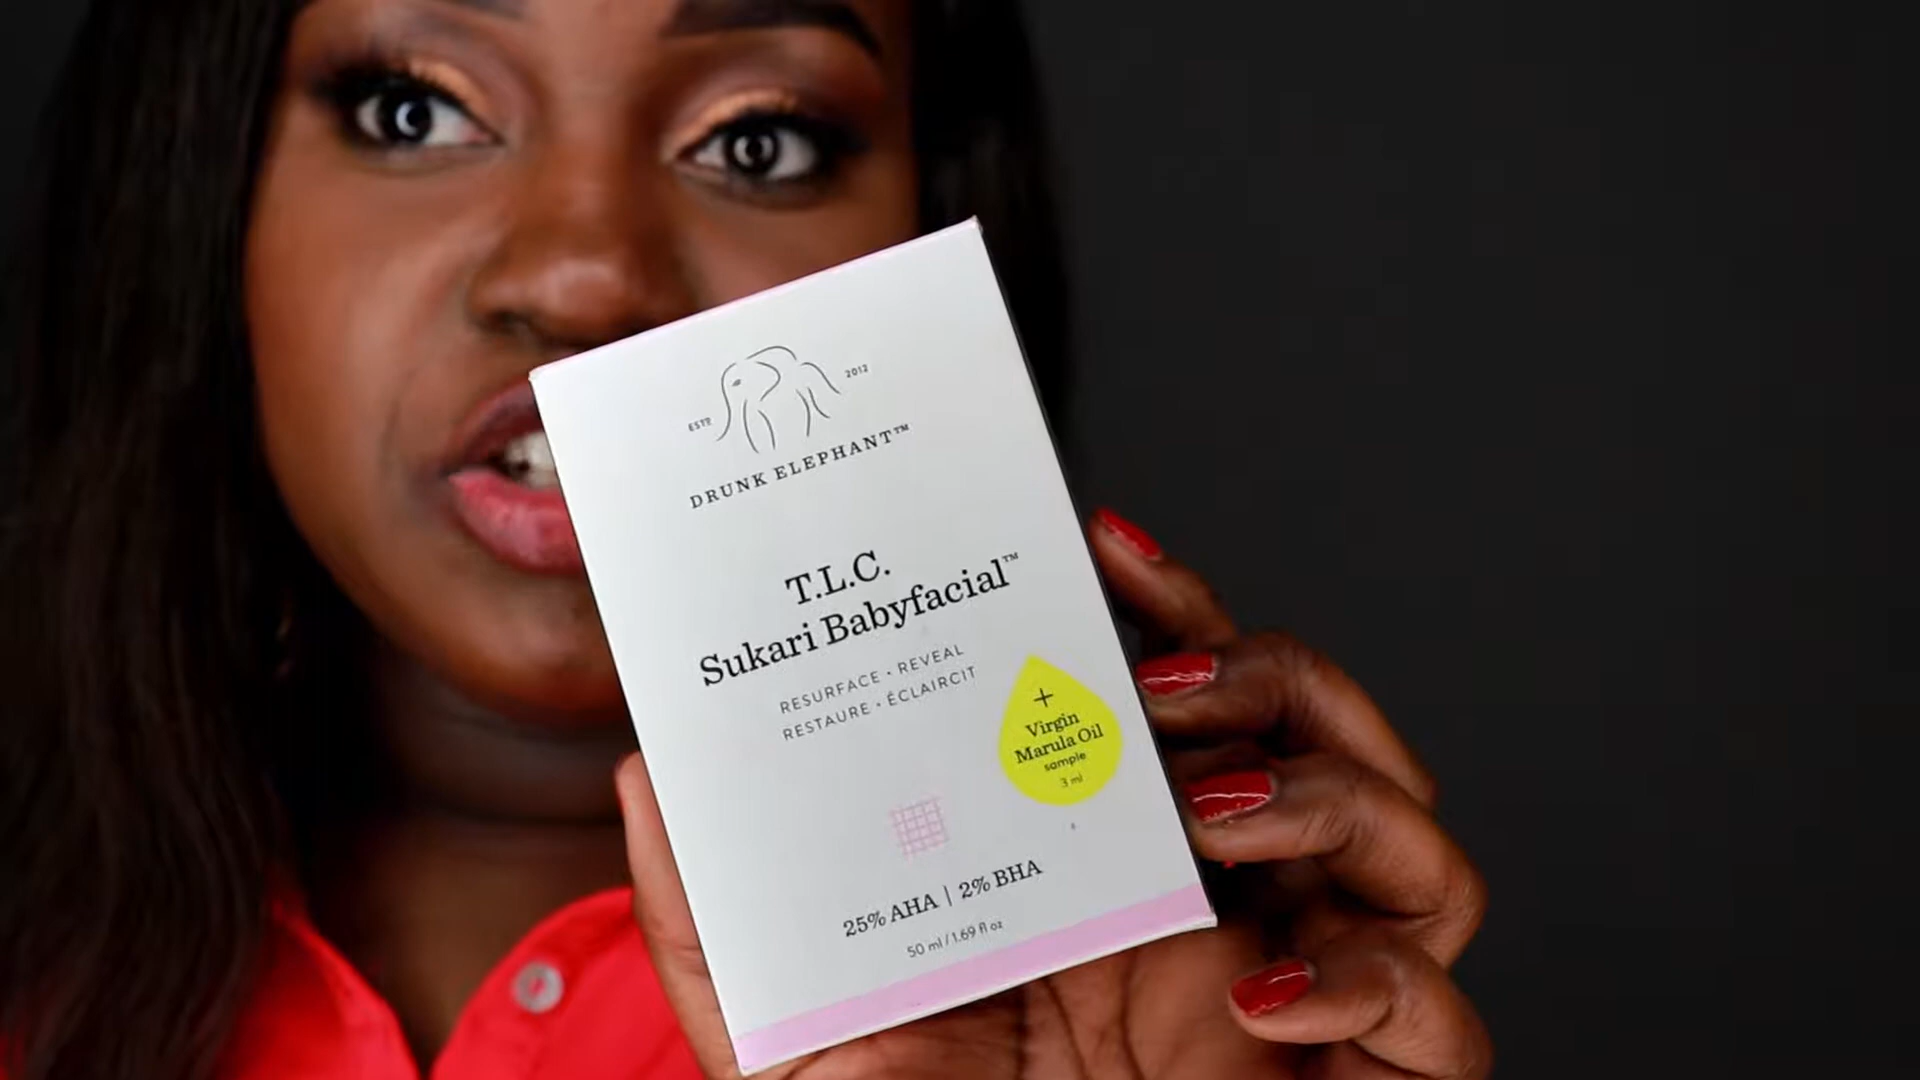 ESTD 2012
DRUNK ELEPHANT™
T.L.C.
Sukari Babyfacial™
RESURFACE · REVEAL
RESTAURE · ÉCLAIRCIT
+
Virgin
Marula Oil
sample
3 ml
25% AHA | 2% BHA
50 ml / 1.69 fl oz